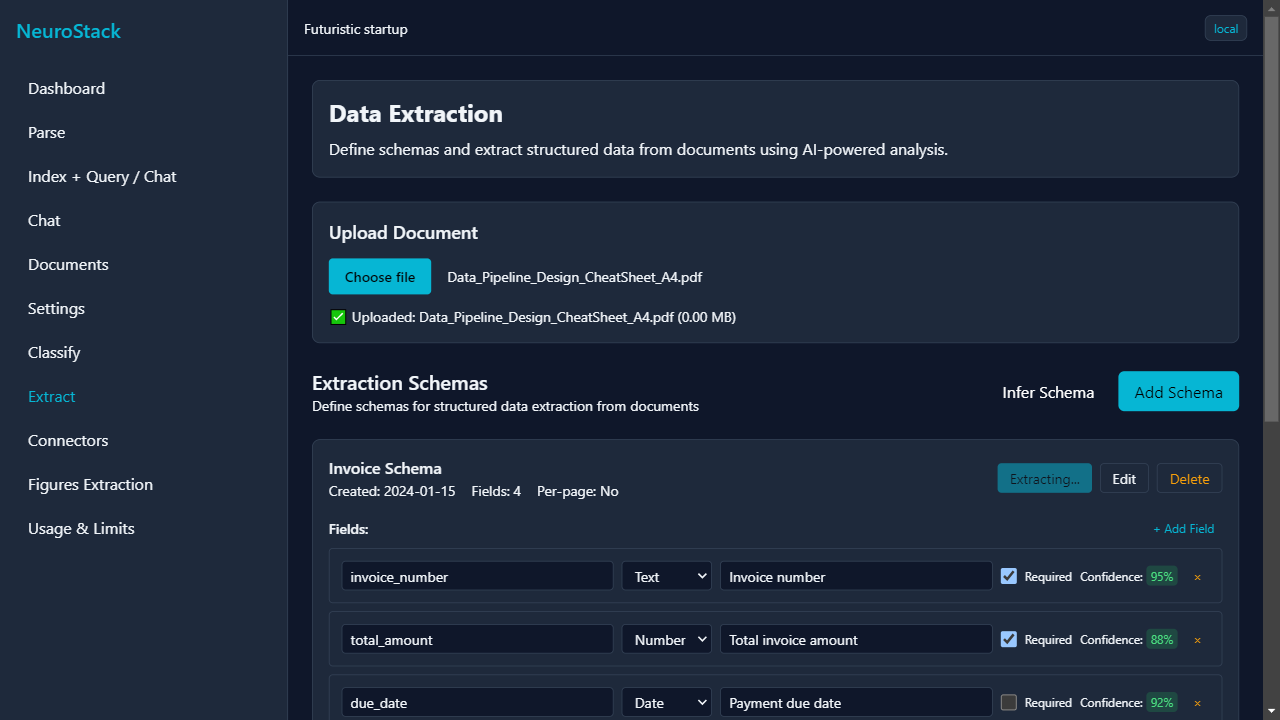 NeuroStack
Dashboard
Parse
Index + Query / Chat
Chat
Documents
Settings
Classify
Extract
Connectors
Figures Extraction
Usage & Limits
Futuristic startup
local
Data Extraction
Define schemas and extract structured data from documents using AI-powered analysis.
Upload Document
Choose file Data_Pipeline_Design_CheatSheet_A4.pdf
✅ Uploaded: Data_Pipeline_Design_CheatSheet_A4.pdf (0.00 MB)
Extraction Schemas
Define schemas for structured data extraction from documents
Infer Schema Add Schema
Invoice Schema
Created: 2024-01-15 Fields: 4 Per-page: No
Extracting... Edit Delete
Fields:
+ Add Field
invoice_number Text Invoice number Required Confidence: 95% ×
total_amount Number Total invoice amount Required Confidence: 88% ×
due_date Date Payment due date Required Confidence: 92% ×